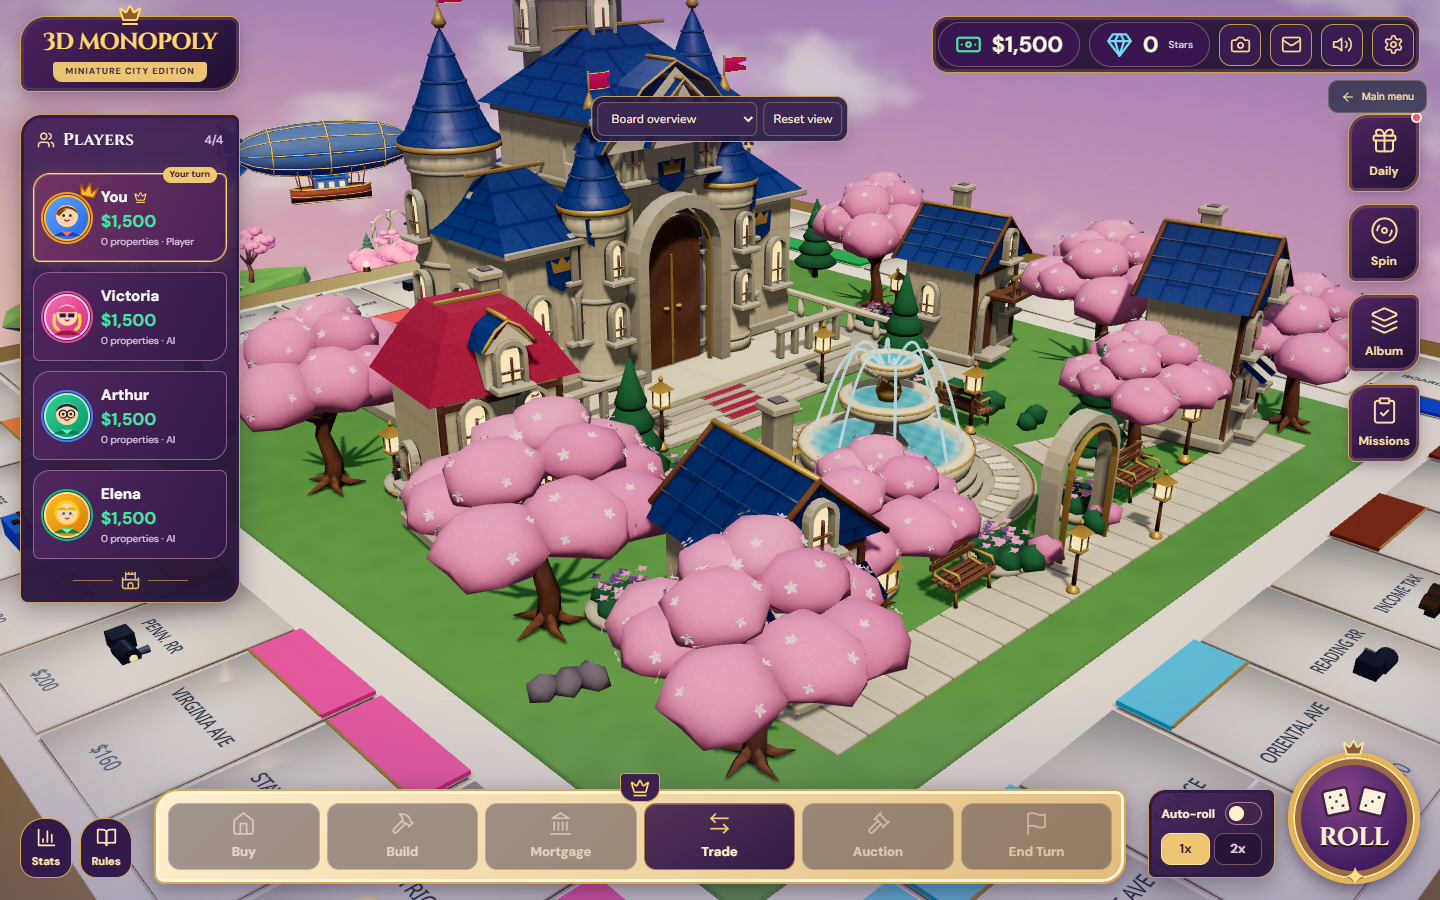 3D MONOPOLY
MINIATURE CITY EDITION
$1,500
0 Stars
Main menu
Board overview
Reset view
PLAYERS 4/4
Your turn
You
$1,500
0 properties · Player
Victoria
$1,500
0 properties · AI
Arthur
$1,500
0 properties · AI
Elena
$1,500
0 properties · AI
Daily
Spin
Album
Missions
PENN. RR
$200
VIRGINIA AVE
$160
INCOME TAX
READING RR
ORIENTAL AVE
AVE
Stats
Rules
Buy
Build
Mortgage
Trade
Auction
End Turn
Auto-roll
1x
2x
ROLL